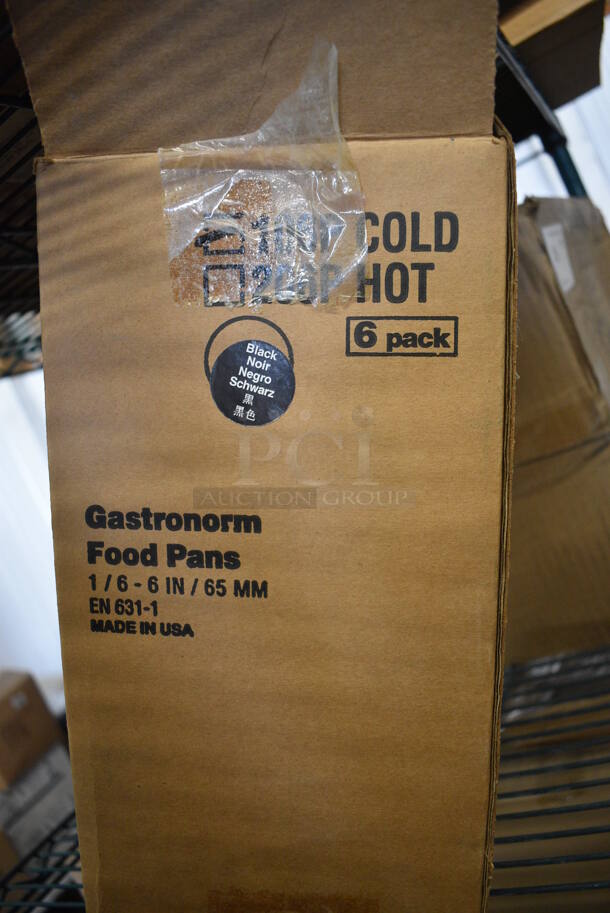 COLD
HOT
6 pack
Black
Noir
Negro
Schwarz
黒
黑色
PCI
AUCTION GROUP
Gastronorm
Food Pans
1/6 - 6 IN / 65 MM
EN 631-1
MADE IN USA